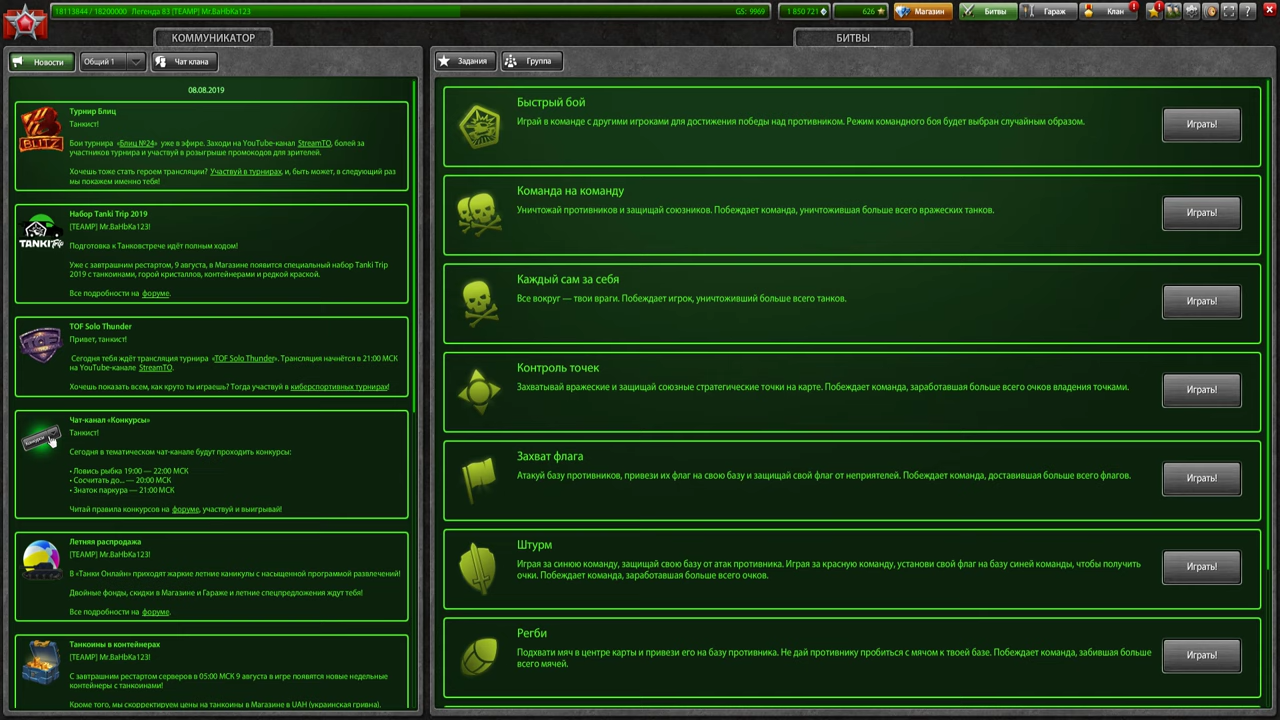 18113844 / 18200000 Легенда 83 [TEAMP] Mr.BaHbKa123
GS: 9969
1 850 721
626
Магазин
Битвы
Гараж
Клан
КОММУНИКАТОР
БИТВЫ
Новости
Общий 1
Чат клана
Задания
Группа
08.08.2019
BLITZ
Турнир Блиц
Танкист!
Бои турнира «Блиц №24» уже в эфире. Заходи на YouTube-канал StreamTO, болей за
участников турнира и участвуй в розыгрыше промокодов для зрителей.
Хочешь тоже стать героем трансляции? Участвуй в турнирах, и, быть может, в следующий раз
мы покажем именно тебя!
TANKI
Набор Tanki Trip 2019
[TEAMP] Mr.BaHbKa123!
Подготовка к Танковстрече идёт полным ходом!
Уже с завтрашним рестартом, 9 августа, в Магазине появится специальный набор Tanki Trip
2019 с танкоинами, горой кристаллов, контейнерами и редкой краской.
Все подробности на форуме.
TOF
TOF Solo Thunder
Привет, танкист!
Сегодня тебя ждёт трансляция турнира «TOF Solo Thunder». Трансляция начнётся в 21:00 МСК
на YouTube-канале StreamTO.
Хочешь показать всем, как круто ты играешь? Тогда участвуй в киберспортивных турнирах!
Чат-канал «Конкурсы»
Танкист!
Сегодня в тематическом чат-канале будут проходить конкурсы:
• Ловись рыбка 19:00 — 22:00 МСК
• Сосчитать до... — 20:00 МСК
• Знаток паркура — 21:00 МСК
Читай правила конкурсов на форуме, участвуй и выигрывай!
Летняя распродажа
[TEAMP] Mr.BaHbKa123!
В «Танки Онлайн» приходят жаркие летние каникулы с насыщенной программой развлечений!
Двойные фонды, скидки в Магазине и Гараже и летние спецпредложения ждут тебя!
Все подробности на форуме.
Танкоины в контейнерах
[TEAMP] Mr.BaHbKa123!
С завтрашним рестартом серверов в 05:00 МСК 9 августа в игре появятся новые недельные
контейнеры с танкоинами!
Кроме того, мы скорректируем цены на танкоины в Магазине в UAH (украинская гривна).
Быстрый бой
Играй в команде с другими игроками для достижения победы над противником. Режим командного боя будет выбран случайным образом.
Играть!
Команда на команду
Уничтожай противников и защищай союзников. Побеждает команда, уничтожившая больше всего вражеских танков.
Играть!
Каждый сам за себя
Все вокруг — твои враги. Побеждает игрок, уничтоживший больше всего танков.
Играть!
Контроль точек
Захватывай вражеские и защищай союзные стратегические точки на карте. Побеждает команда, заработавшая больше всего очков владения точками.
Играть!
Захват флага
Атакуй базу противников, привези их флаг на свою базу и защищай свой флаг от неприятелей. Побеждает команда, доставившая больше всего флагов.
Играть!
Штурм
Играя за синюю команду, защищай свою базу от атак противника. Играя за красную команду, установи свой флаг на базу синей команды, чтобы получить
очки. Побеждает команда, заработавшая больше всего очков.
Играть!
Регби
Подхвати мяч в центре карты и привези его на базу противника. Не дай противнику пробиться с мячом к твоей базе. Побеждает команда, забившая больше
всего мячей.
Играть!